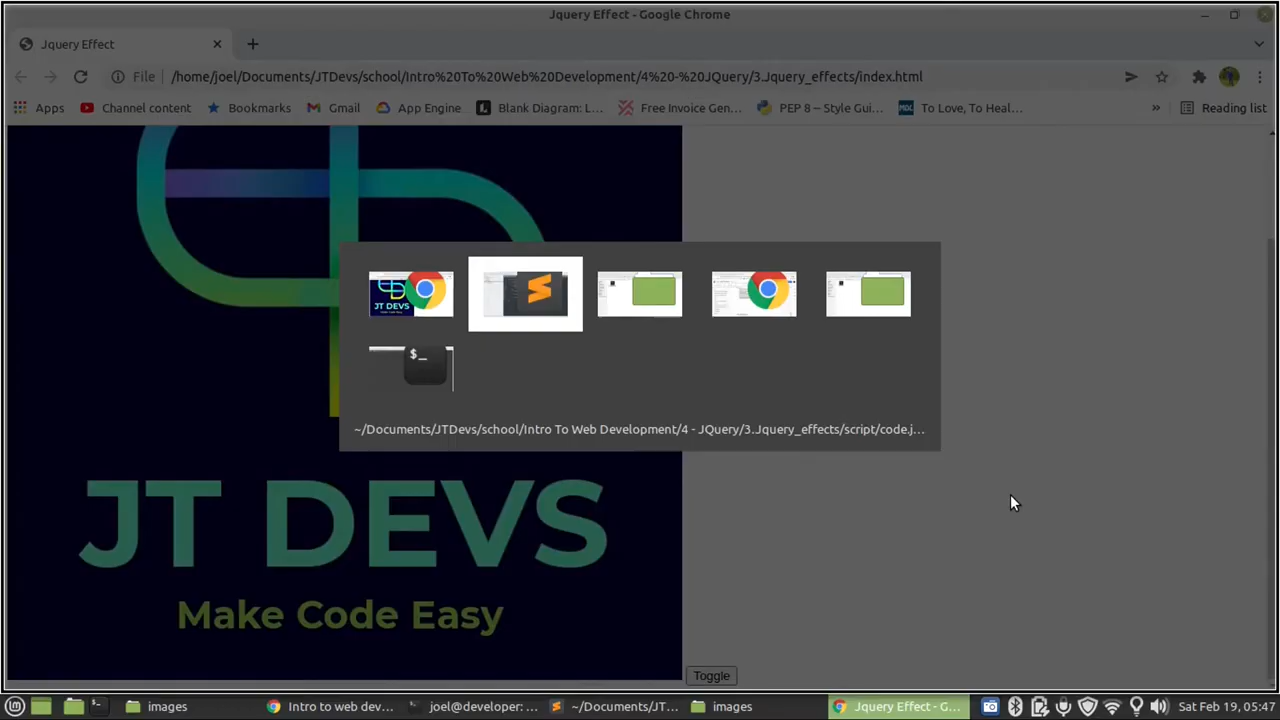 Jquery Effect - Google Chrome
Jquery Effect
File
/home/joel/Documents/JTDevs/school/Intro%20To%20Web%20Development/4%20-%20JQuery/3.Jquery_effects/index.html
Apps
Channel content
Bookmarks
Gmail
App Engine
Blank Diagram: L...
Free Invoice Gen...
PEP 8 – Style Gui...
To Love, To Heal...
»
Reading list
JT DEVS
$_
~/Documents/JTDevs/school/Intro To Web Development/4 - JQuery/3.Jquery_effects/script/code.j...
JT DEVS
Make Code Easy
Toggle
images
Intro to web dev...
joel@developer: ...
~/Documents/JT...
images
Jquery Effect - G...
Sat Feb 19, 05:47